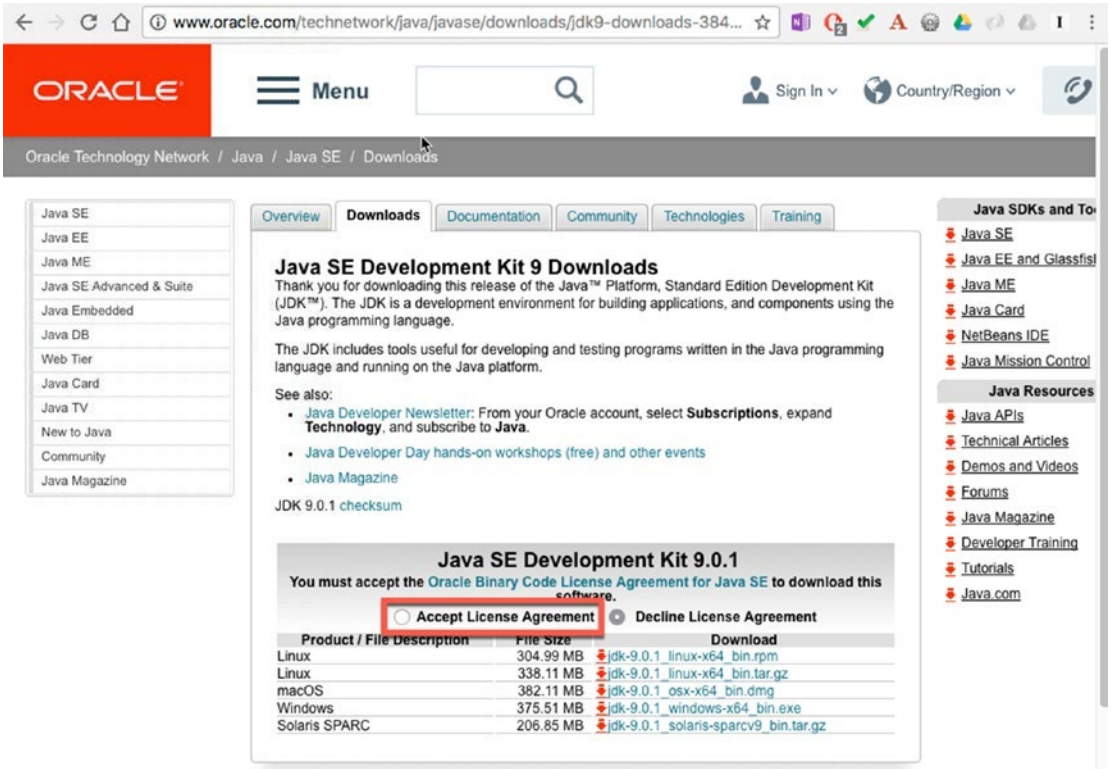 www.oracle.com/technetwork/java/javase/downloads/jdk9-downloads-384...
ORACLE
Menu
Sign In
Country/Region
Oracle Technology Network / Java / Java SE / Downloads
Java SE
Java EE
Java ME
Java SE Advanced & Suite
Java Embedded
Java DB
Web Tier
Java Card
Java TV
New to Java
Community
Java Magazine
Overview Downloads Documentation Community Technologies Training
Java SE Development Kit 9 Downloads
Thank you for downloading this release of the Java™ Platform, Standard Edition Development Kit
(JDK™). The JDK is a development environment for building applications, and components using the
Java programming language.
The JDK includes tools useful for developing and testing programs written in the Java programming
language and running on the Java platform.
See also:
• Java Developer Newsletter: From your Oracle account, select Subscriptions, expand
Technology, and subscribe to Java.
• Java Developer Day hands-on workshops (free) and other events
• Java Magazine
JDK 9.0.1 checksum
Java SE Development Kit 9.0.1
You must accept the Oracle Binary Code License Agreement for Java SE to download this
software.
Accept License Agreement Decline License Agreement
Product / File Description File Size Download
Linux 304.99 MB jdk-9.0.1_linux-x64_bin.rpm
Linux 338.11 MB jdk-9.0.1_linux-x64_bin.tar.gz
macOS 382.11 MB jdk-9.0.1_osx-x64_bin.dmg
Windows 375.51 MB jdk-9.0.1_windows-x64_bin.exe
Solaris SPARC 206.85 MB jdk-9.0.1_solaris-sparcv9_bin.tar.gz
Java SDKs and To
Java SE
Java EE and Glassfis
Java ME
Java Card
NetBeans IDE
Java Mission Control
Java Resources
Java APIs
Technical Articles
Demos and Videos
Forums
Java Magazine
Developer Training
Tutorials
Java.com